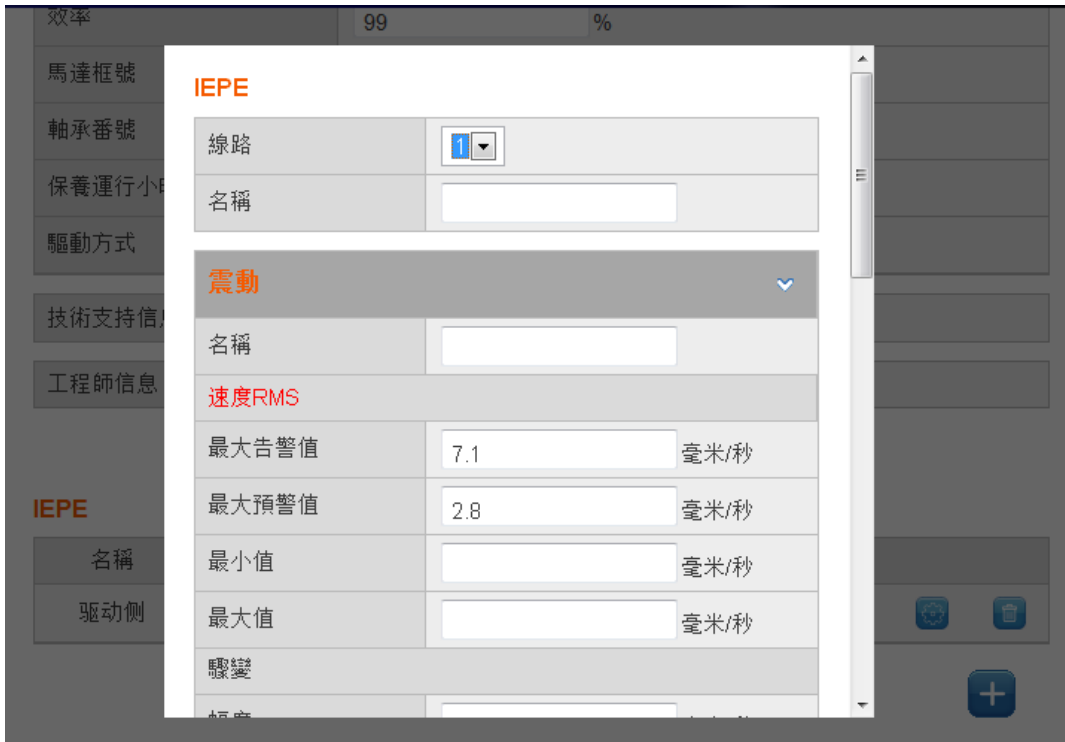 效率 99 %
馬達框號
軸承番號
保養運行小
驅動方式
技術支持信
工程師信息
IEPE
名稱
驱动侧
IEPE
線路 1
名稱
震動
名稱
速度RMS
最大告警值 7.1 毫米/秒
最大預警值 2.8 毫米/秒
最小值 毫米/秒
最大值 毫米/秒
驟變